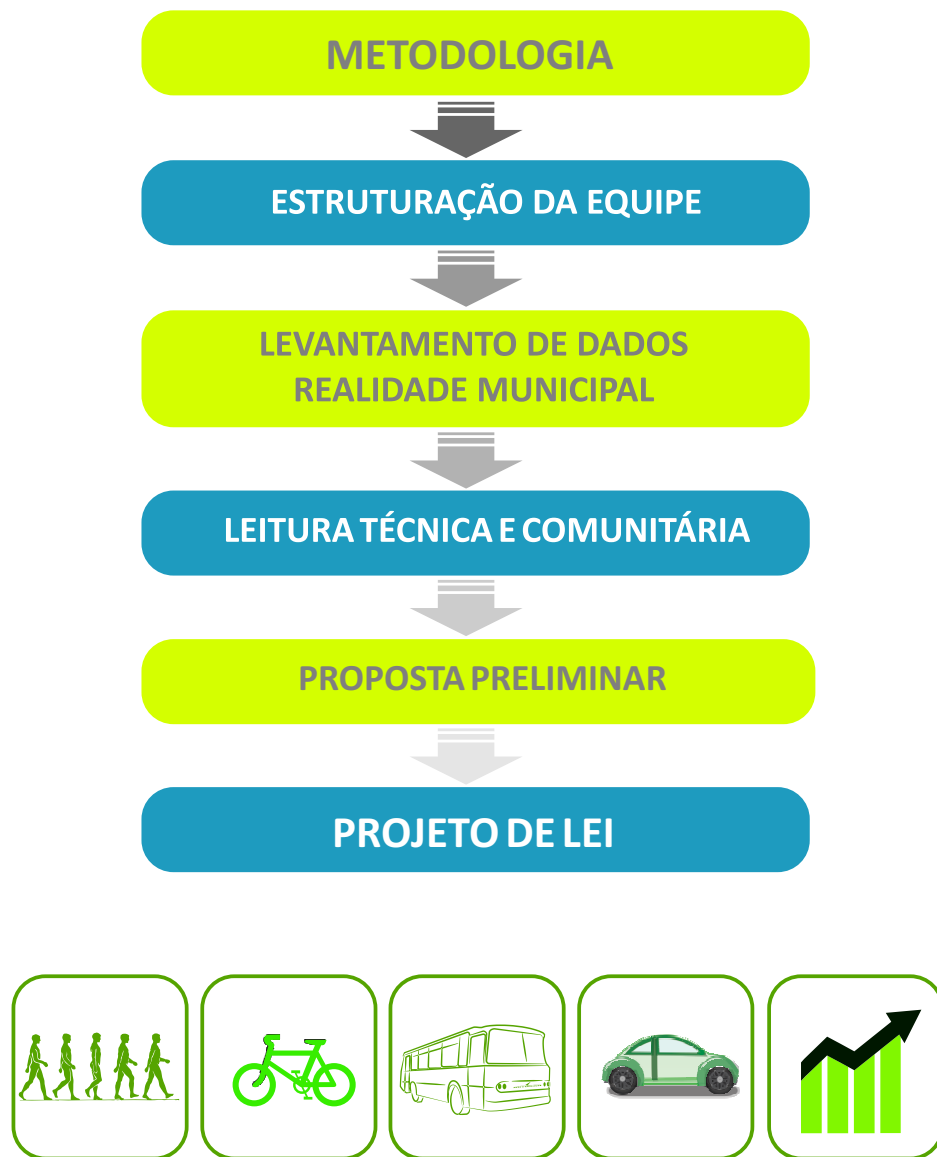 METODOLOGIA
ESTRUTURAÇÃO DA EQUIPE
LEVANTAMENTO DE DADOS
REALIDADE MUNICIPAL
LEITURA TÉCNICA E COMUNITÁRIA
PROPOSTA PRELIMINAR
PROJETO DE LEI